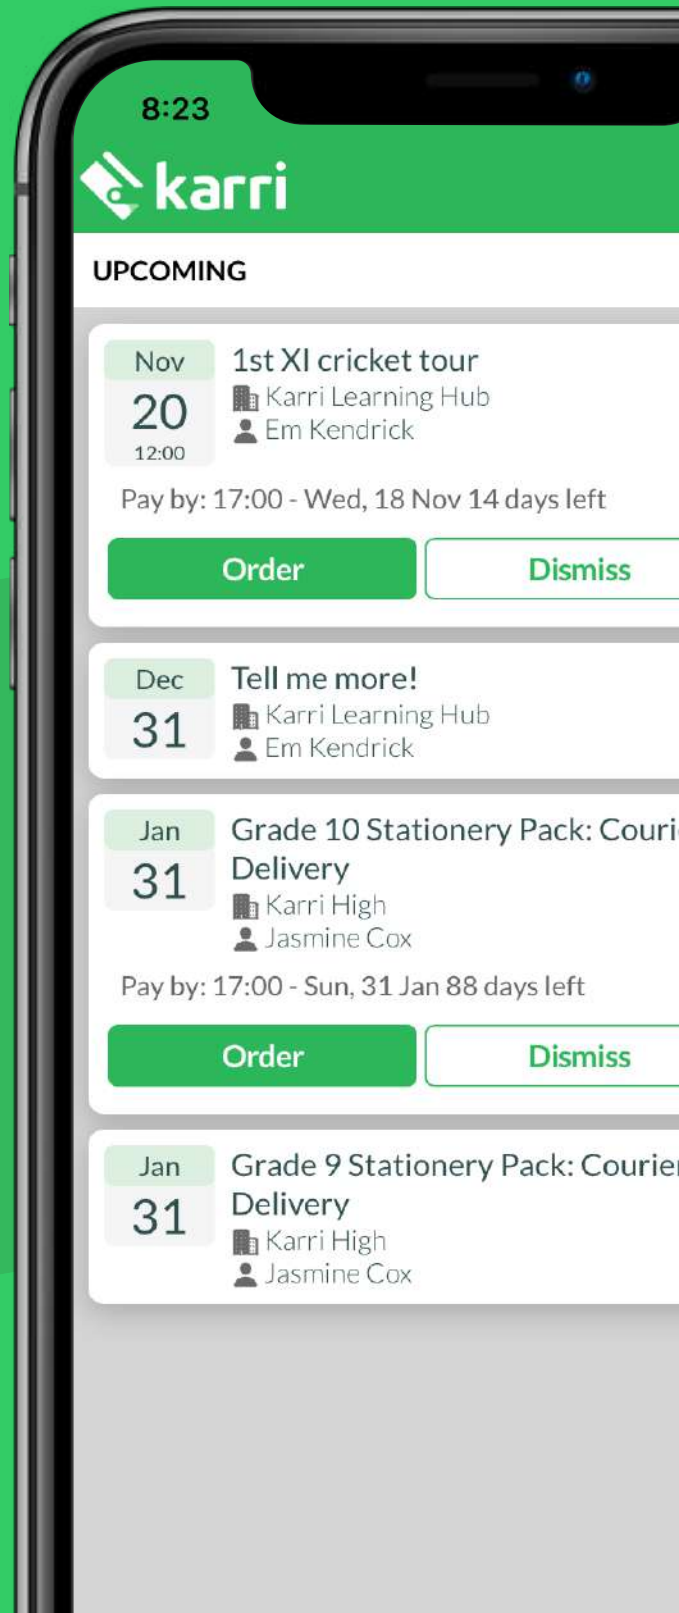 8:23
karri
UPCOMING
Nov
20
12:00
1st XI cricket tour
Karri Learning Hub
Em Kendrick
Pay by: 17:00 - Wed, 18 Nov 14 days left
Order Dismiss
Dec
31
Tell me more!
Karri Learning Hub
Em Kendrick
Jan
31
Grade 10 Stationery Pack:
Delivery
Karri High
Jasmine Cox
Pay by: 17:00 - Sun, 31 Jan 88 days left
Order Dismiss
Jan
31
Grade 9 Stationery Pack: Courier
Delivery
Karri High
Jasmine Cox